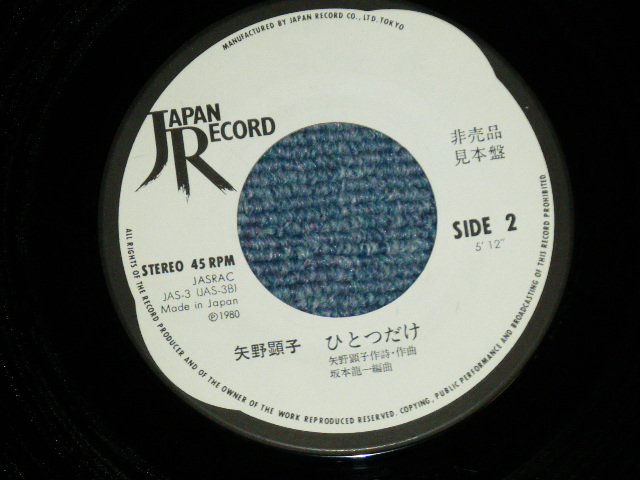 MANUFACTURED BY JAPAN RECORD CO., LTD. TOKYO
JAPAN
RECORD
非売品
見本盤
SIDE 2
5' 12"
STEREO 45 RPM
JASRAC
JAS-3 (JAS-3B)
Made in Japan
Ⓟ1980
矢野顕子 ひとつだけ
矢野顕子作詩・作曲
坂本龍一編曲
ALL RIGHTS OF THE RECORD PRODUCER AND OF THE OWNER OF THE WORK REPRODUCED RESERVED. COPYING, PUBLIC PERFORMANCE AND BROADCASTING OF THIS RECORD PROHIBITED.